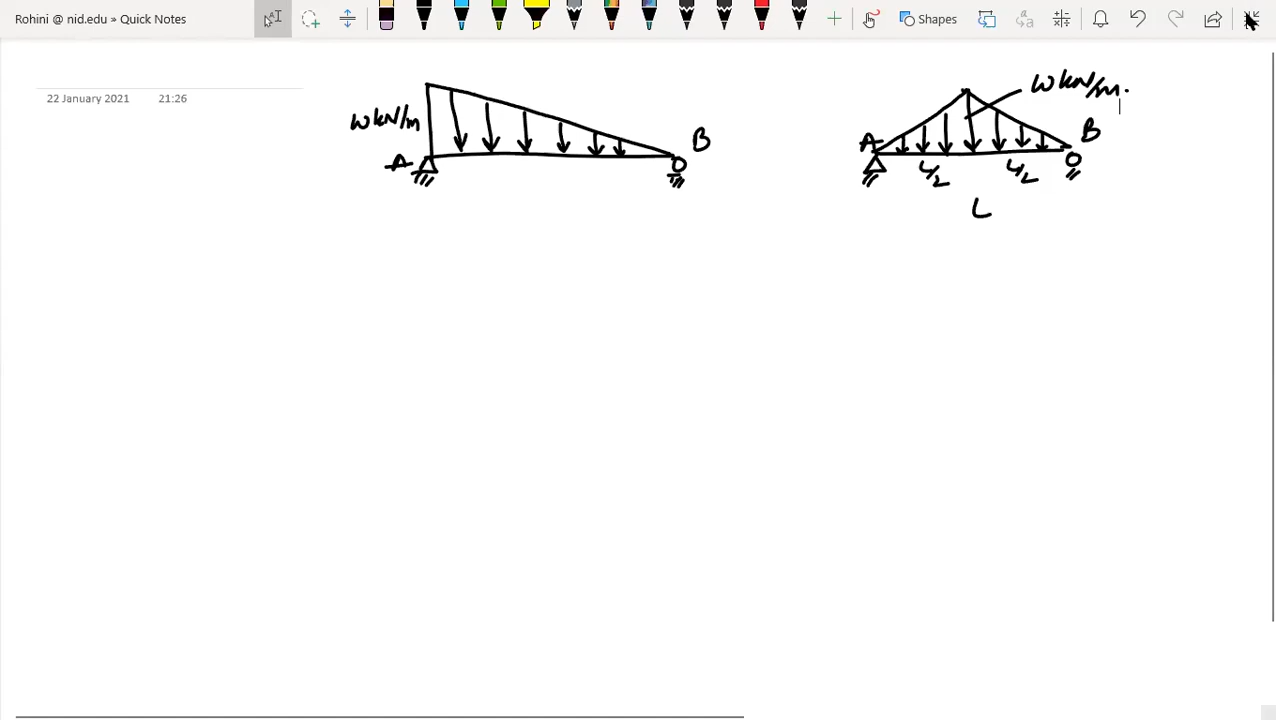 Rohini @ nid.edu » Quick Notes
Shapes
22 January 2021 21:26
w kN/m
A
B
w kN/m.
A
B
L/2
L/2
L